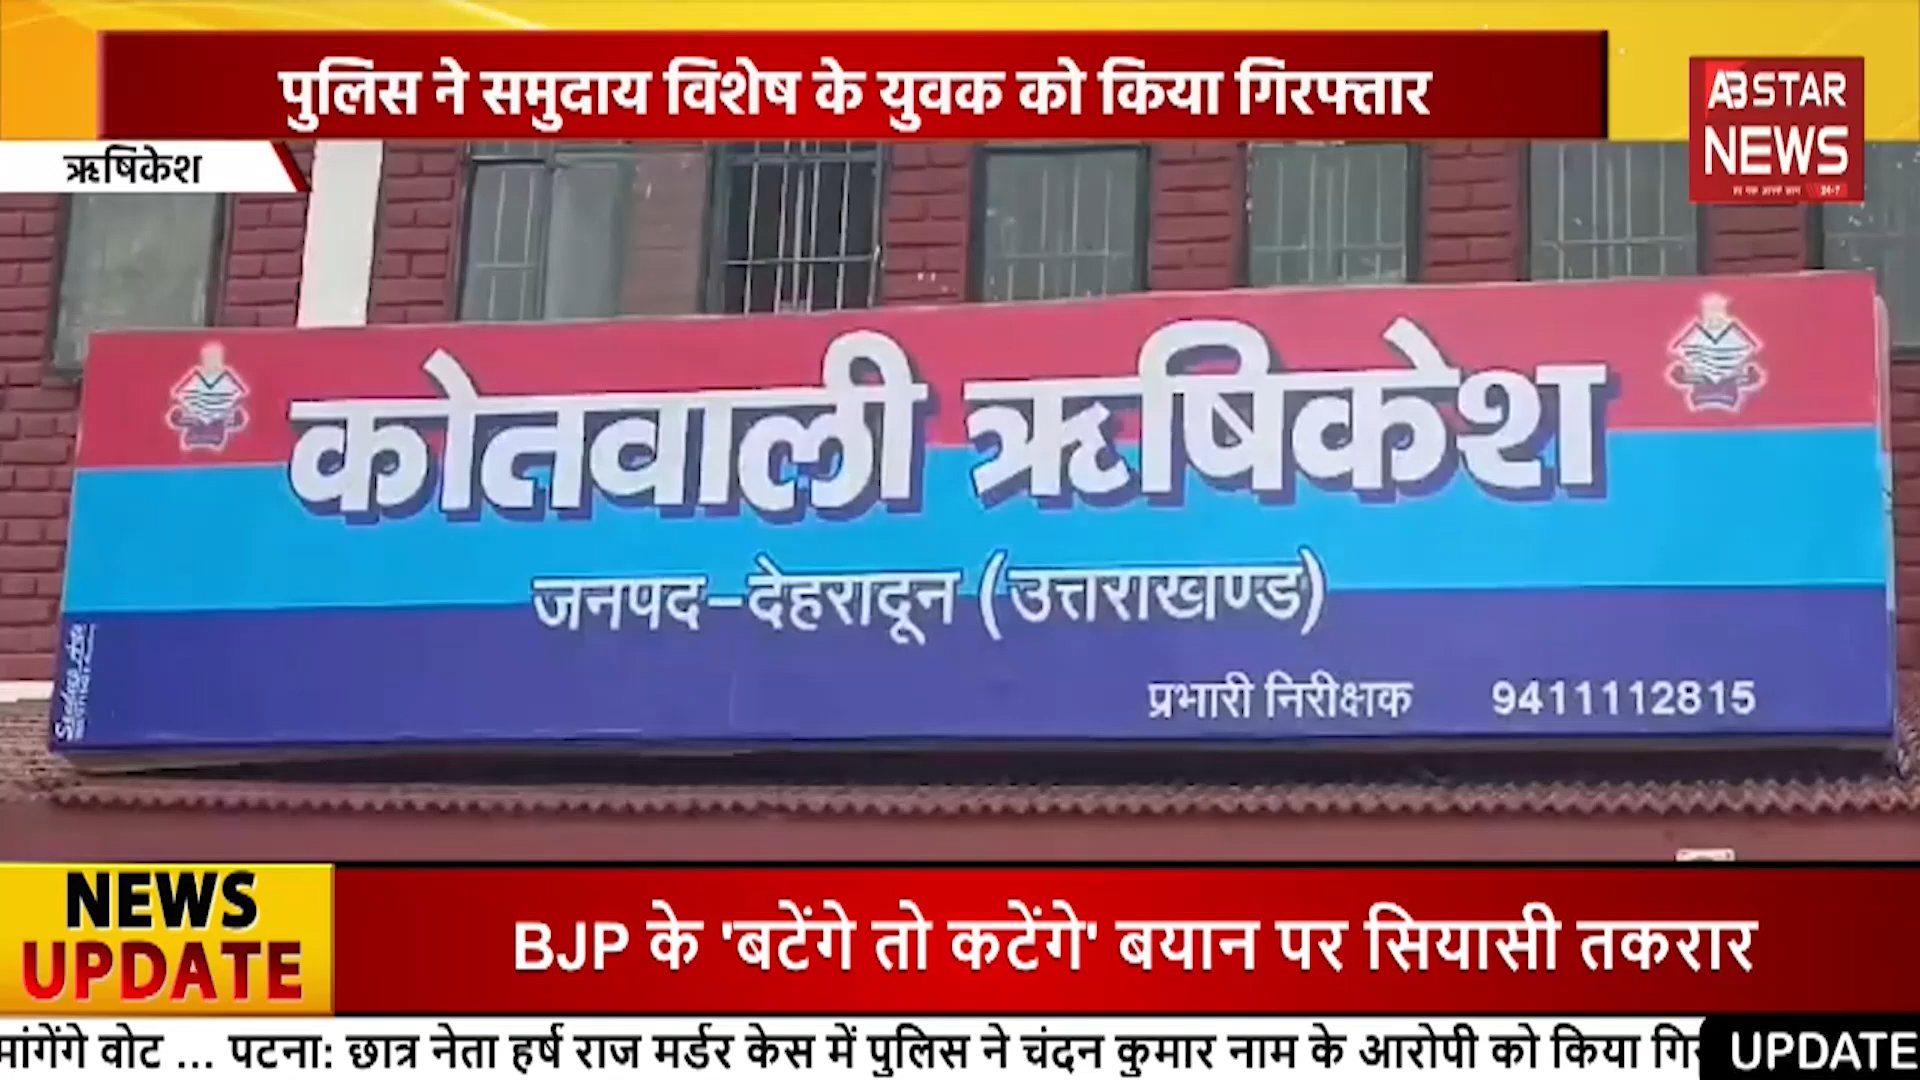 पुलिस ने समुदाय विशेष के युवक को किया गिरफ्तार
AB STAR
NEWS
24x7
ऋषिकेश
कोतवाली ऋषिकेश
जनपद-देहरादून (उत्तराखण्ड)
प्रभारी निरीक्षक 9411112815
NEWS
UPDATE
BJP के 'बटेंगे तो कटेंगे' बयान पर सियासी तकरार
मांगेंगे वोट ... पटना: छात्र नेता हर्ष राज मर्डर केस में पुलिस ने चंदन कुमार नाम के आरोपी को किया
UPDATE